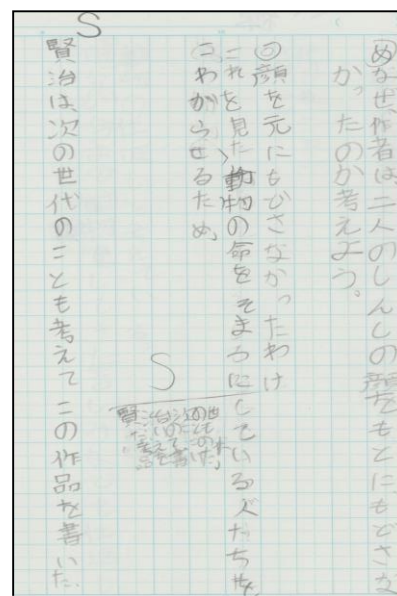 めなぜ、作者は二人のしんしの顔をもとにもどさな
かったのか考えよう。
◎顔を元にもどさなかったわけ
これを見た、動物の命をそまつにしている人たちを、
こわがらせるため。
S
S
賢治は、次の世代のことも考えてこの作品を書いた。